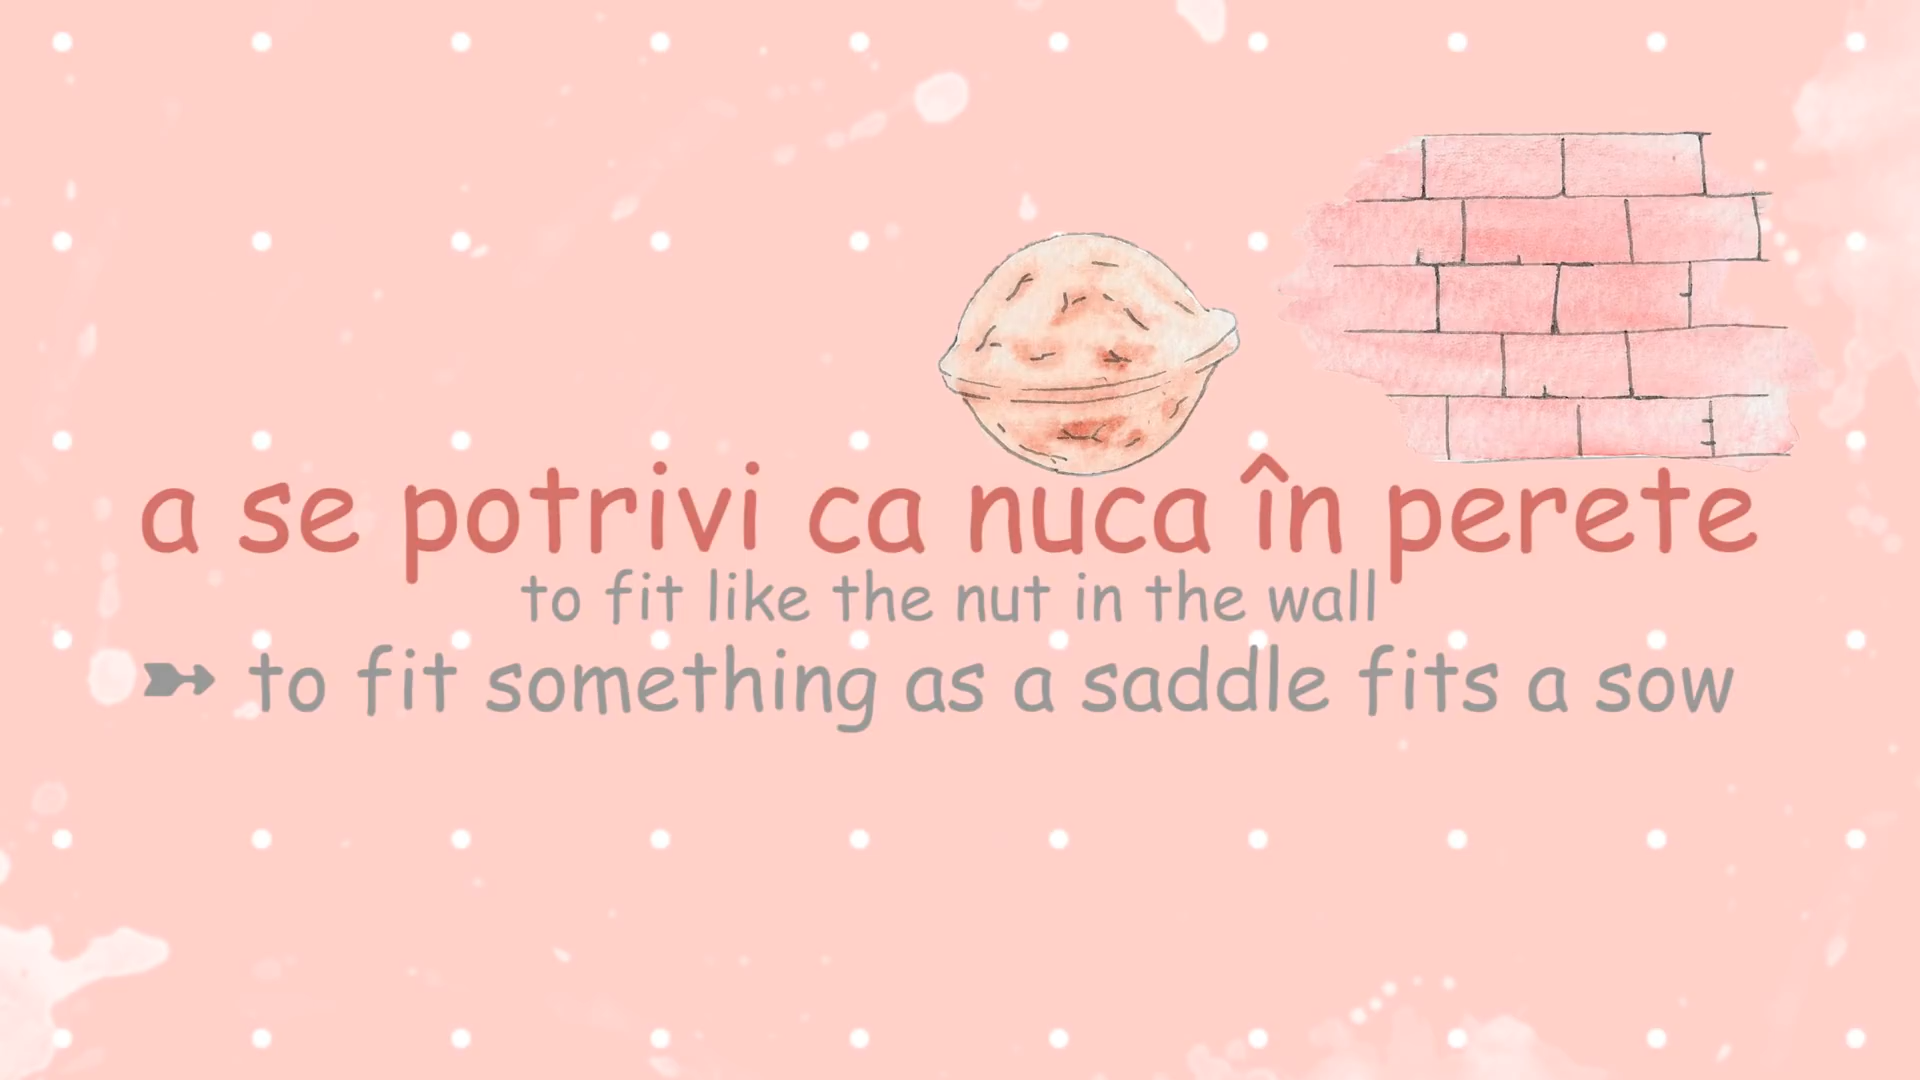 a se potrivi ca nuca în perete
to fit like the nut in the wall
➳ to fit something as a saddle fits a sow